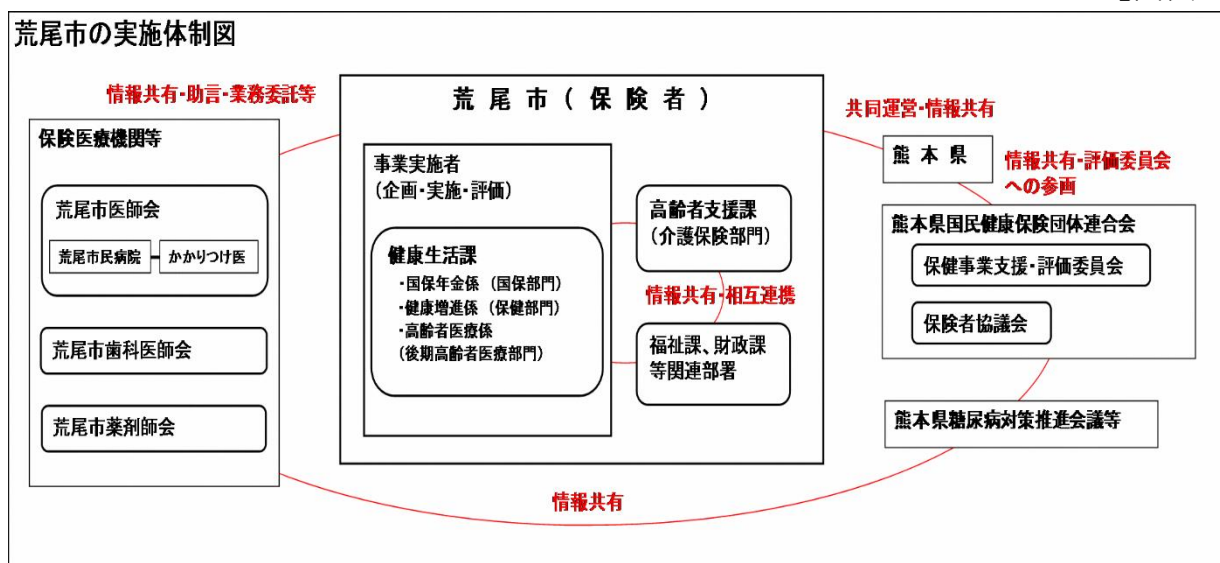 荒尾市の実施体制図
情報共有・助言・業務委託等
保険医療機関等
荒尾市医師会
荒尾市民病院
かかりつけ医
荒尾市歯科医師会
荒尾市薬剤師会
荒尾市(保険者)
事業実施者
(企画・実施・評価)
健康生活課
・国保年金係(国保部門)
・健康増進係(保健部門)
・高齢者医療係
(後期高齢者医療部門)
高齢者支援課
(介護保険部門)
情報共有・相互連携
福祉課、財政課
等関連部署
共同運営・情報共有
熊本県
情報共有・評価委員会
への参画
熊本県国民健康保険団体連合会
保健事業支援・評価委員会
保険者協議会
熊本県糖尿病対策推進会議等
情報共有